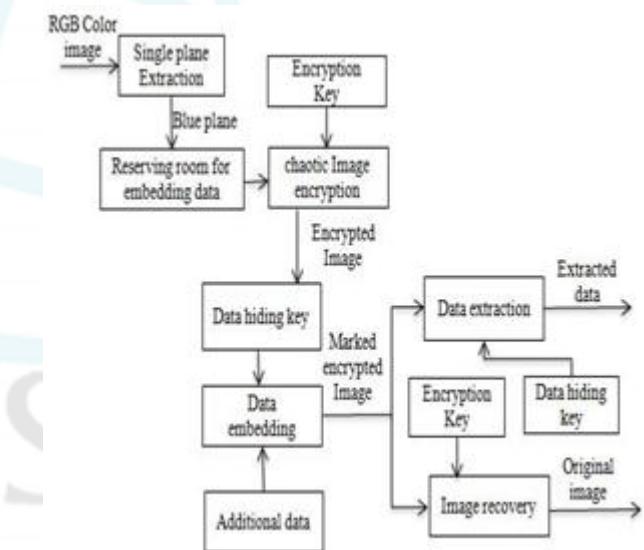 RGB Color
image
Single plane
Extraction
Encryption
Key
Blue plane
Reserving room for
embedding data
chaotic Image
encryption
Encrypted
Image
Extracted
data
Data hiding key
Data extraction
Marked
encrypted
Image
Data
embedding
Encryption
Key
Data hiding
key
Original
image
Additional data
Image recovery